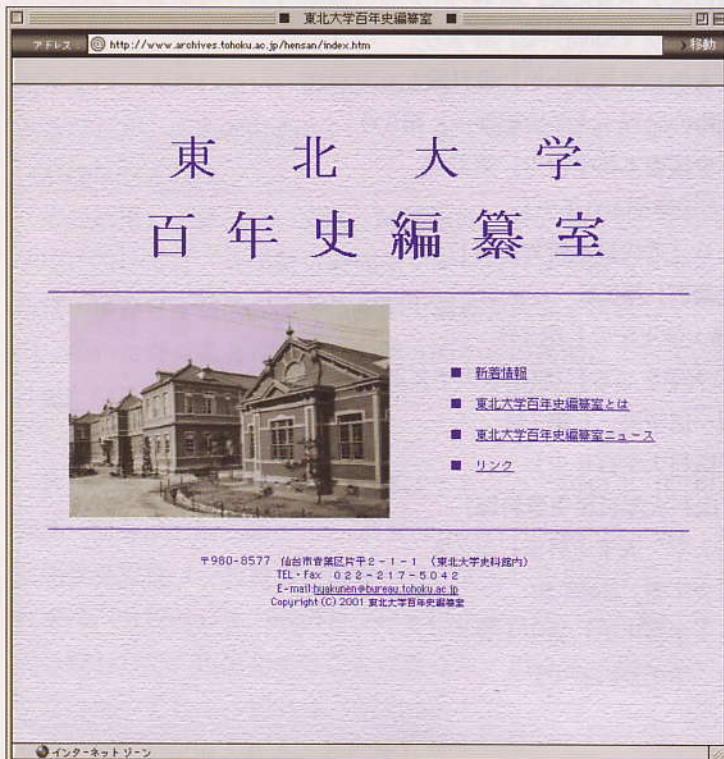 ■ 東北大学百年史編纂室 ■
アドレス： @ http://www.archives.tohoku.ac.jp/hensan/index.htm 移動
東北大学
百年史編纂室
■ 新着情報
■ 東北大学百年史編纂室とは
■ 東北大学百年史編纂室ニュース
■ リンク
〒980-8577 仙台市青葉区片平２－１－１ （東北大学史料館内）
TEL・Fax ０２２－２１７－５０４２
E-mail:hyakunen@bureau.tohoku.ac.jp
Copyright (C) 2001 東北大学百年史編纂室
インターネットゾーン